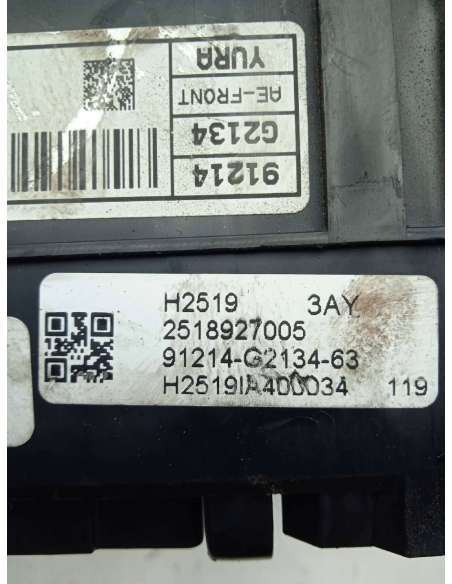 YURA
AE-FRONT
G2134
91214
H2519 3AY
2518927005
91214-G2134-63
H2519IA400034 119